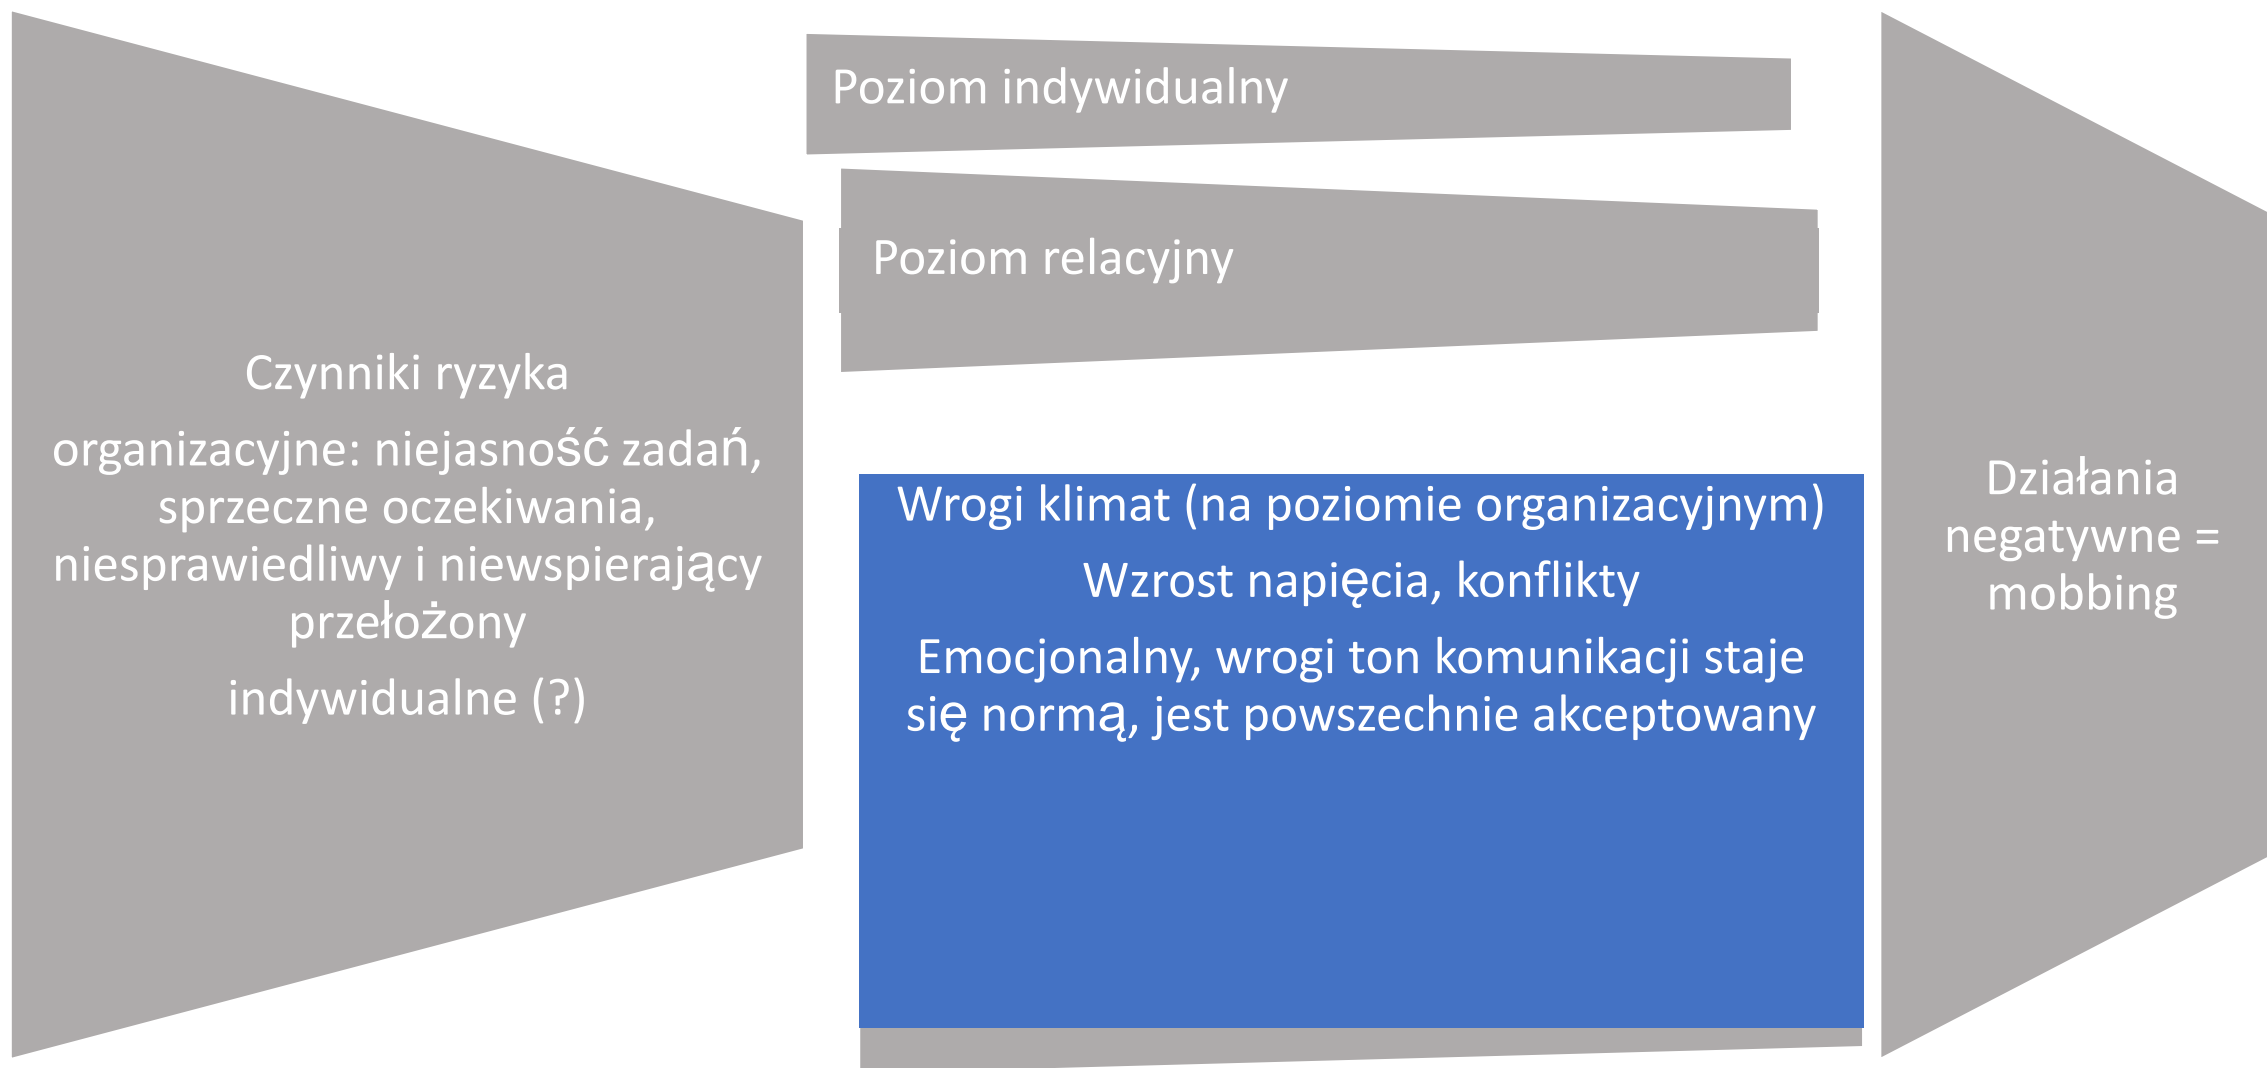 Czynniki ryzyka
organizacyjne: niejasność zadań,
sprzeczne oczekiwania,
niesprawiedliwy i niewspierający
przełożony
indywidualne (?)
Poziom indywidualny
Poziom relacyjny
Wrogi klimat (na poziomie organizacyjnym)
Wzrost napięcia, konflikty
Emocjonalny, wrogi ton komunikacji staje
się normą, jest powszechnie akceptowany
Działania
negatywne =
mobbing